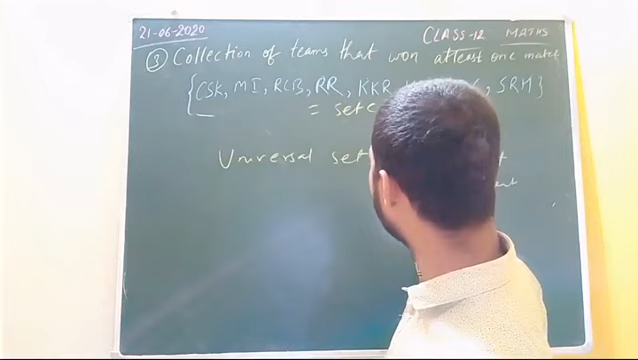 21-06-2020 CLASS-12 MATHS
③ Collection of teams that won atleast one match
{CSK, MI, RCB, RR, KKR, , SRH}
= set C
Universal set